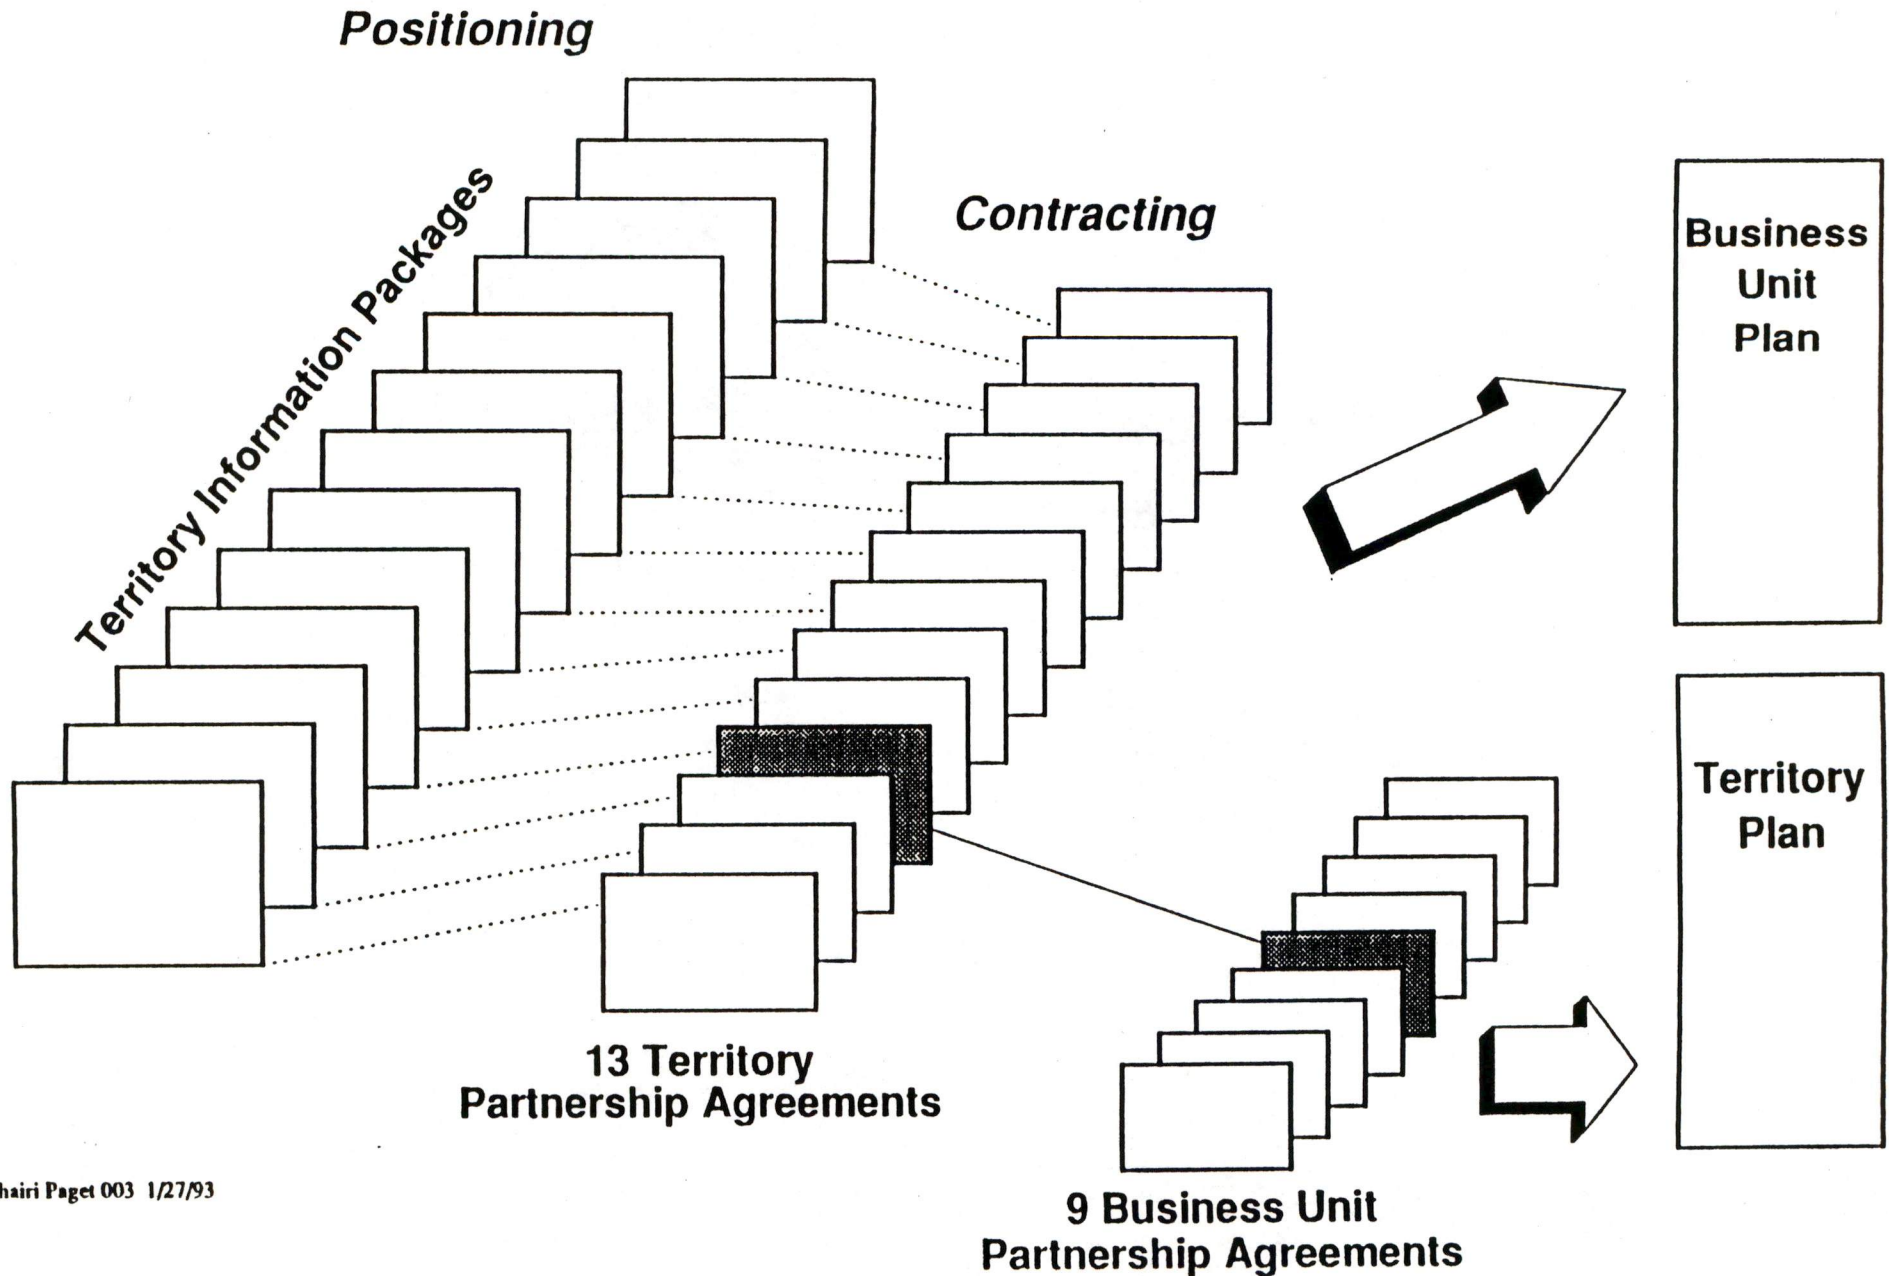 Positioning
Territory Information Packages
Contracting
Business
Unit
Plan
Territory
Plan
13 Territory
Partnership Agreements
9 Business Unit
Partnership Agreements
hairi Paget 003 1/27/93